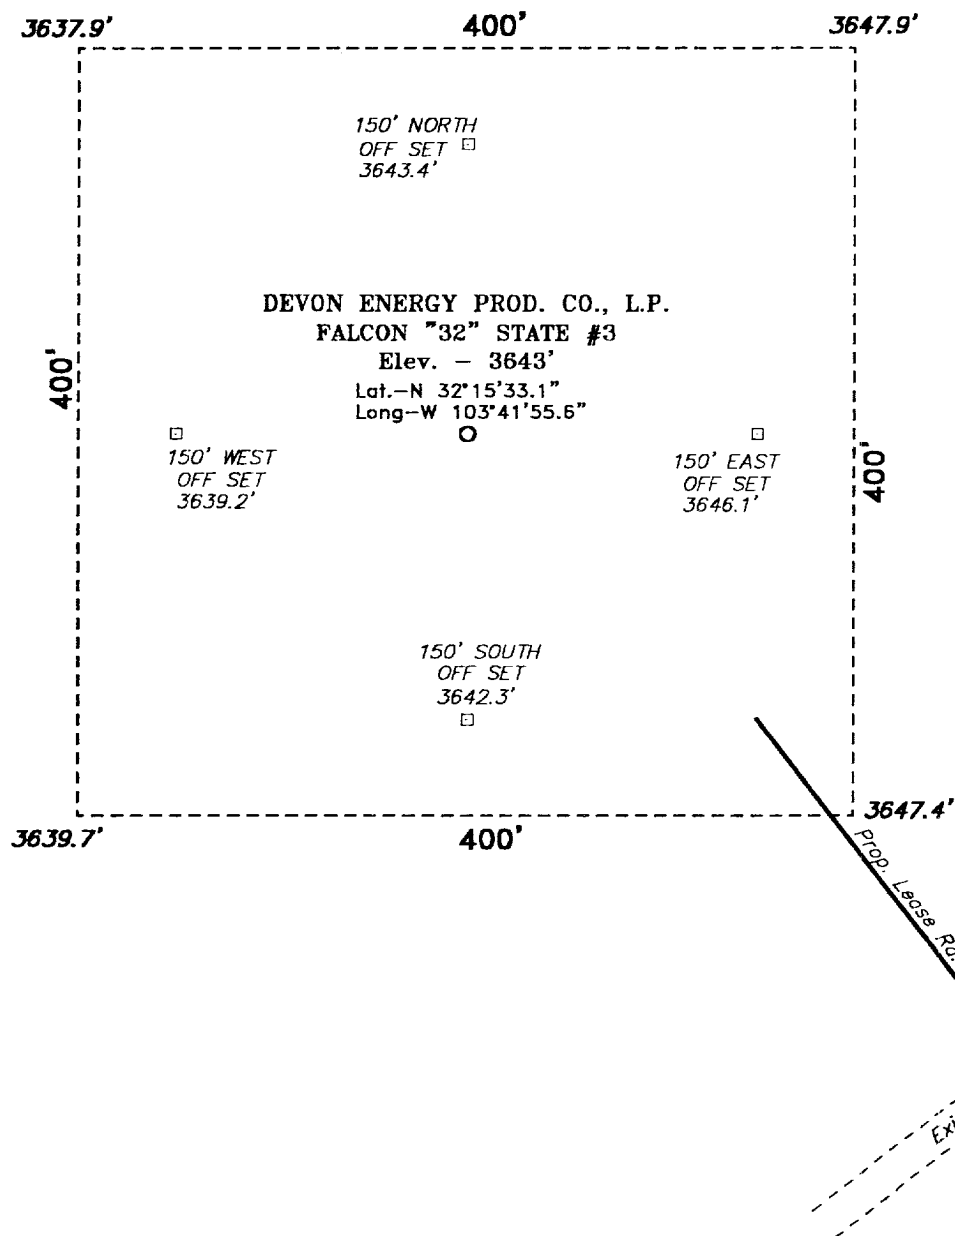 3637.9'
400'
3647.9'
150' NORTH
OFF SET
3643.4'
DEVON ENERGY PROD. CO., L.P.
FALCON "32" STATE #3
Elev. – 3643'
Lat.–N 32°15'33.1"
Long–W 103°41'55.6"
400'
150' WEST
OFF SET
3639.2'
150' EAST
OFF SET
3646.1'
400'
150' SOUTH
OFF SET
3642.3'
3639.7'
400'
3647.4'
Prop. Lease Rd.
Exi